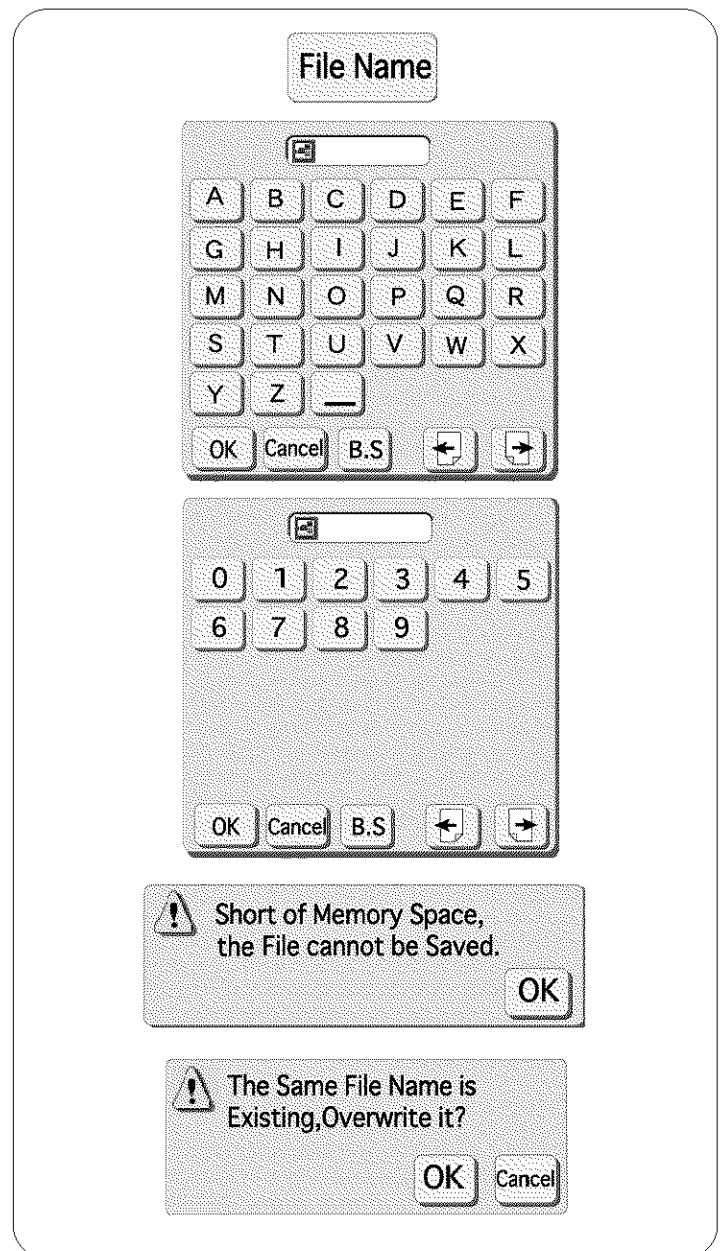 File Name
A B C D E F
G H I J K L
M N O P Q R
S T U V W X
Y Z _
OK Cancel B.S
0 1 2 3 4 5
6 7 8 9
OK Cancel B.S
Short of Memory Space,
the File cannot be Saved.
OK
The Same File Name is
Existing,Overwrite it?
OK Cancel